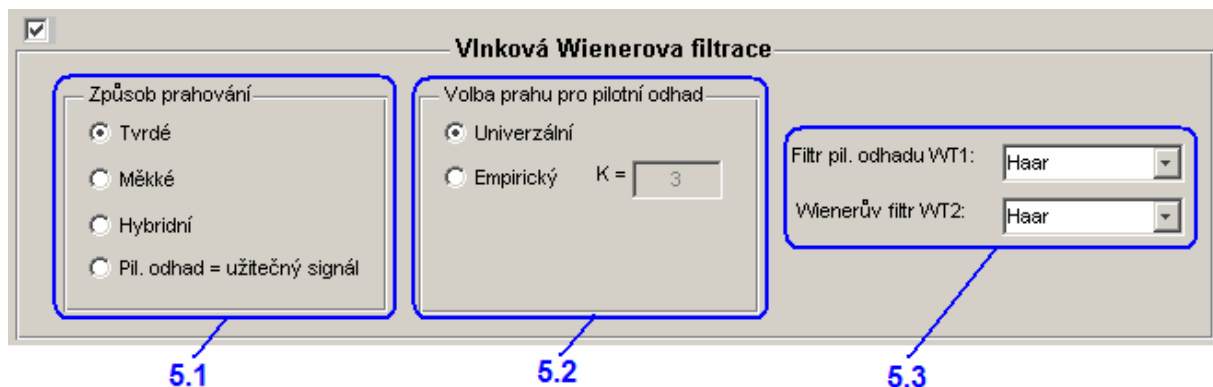 Vlnková Wienerova filtrace
Způsob prahování
Tvrdé
Měkké
Hybridní
Pil. odhad = užitečný signál
Volba prahu pro pilotní odhad
Univerzální
Empirický K = 3
Filtr pil. odhadu WT1: Haar
Wienerův filtr WT2: Haar
5.1
5.2
5.3